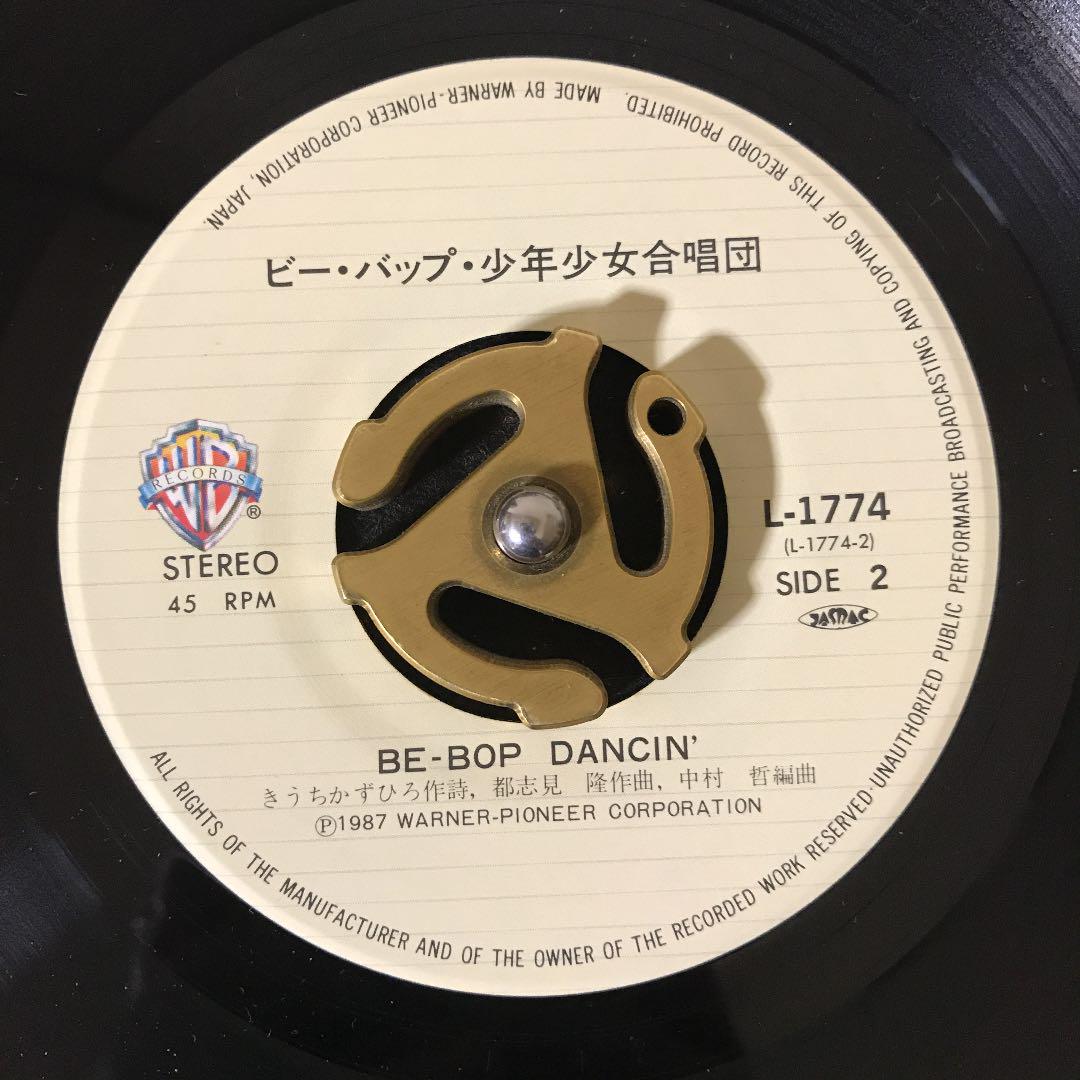 ビー・バップ・少年少女合唱団
WB
RECORDS
®
STEREO
45 RPM
L-1774
(L-1774-2)
SIDE 2
JASRAC
BE-BOP DANCIN'
きうちかずひろ作詩, 都志見 隆作曲, 中村 哲編曲
Ⓟ1987 WARNER-PIONEER CORPORATION
ALL RIGHTS OF THE MANUFACTURER AND OF THE OWNER OF THE RECORDED WORK RESERVED·UNAUTHORIZED PUBLIC PERFORMANCE BROADCASTING AND COPYING OF THIS RECORD PROHIBITED. MADE BY WARNER-PIONEER CORPORATION, JAPAN.